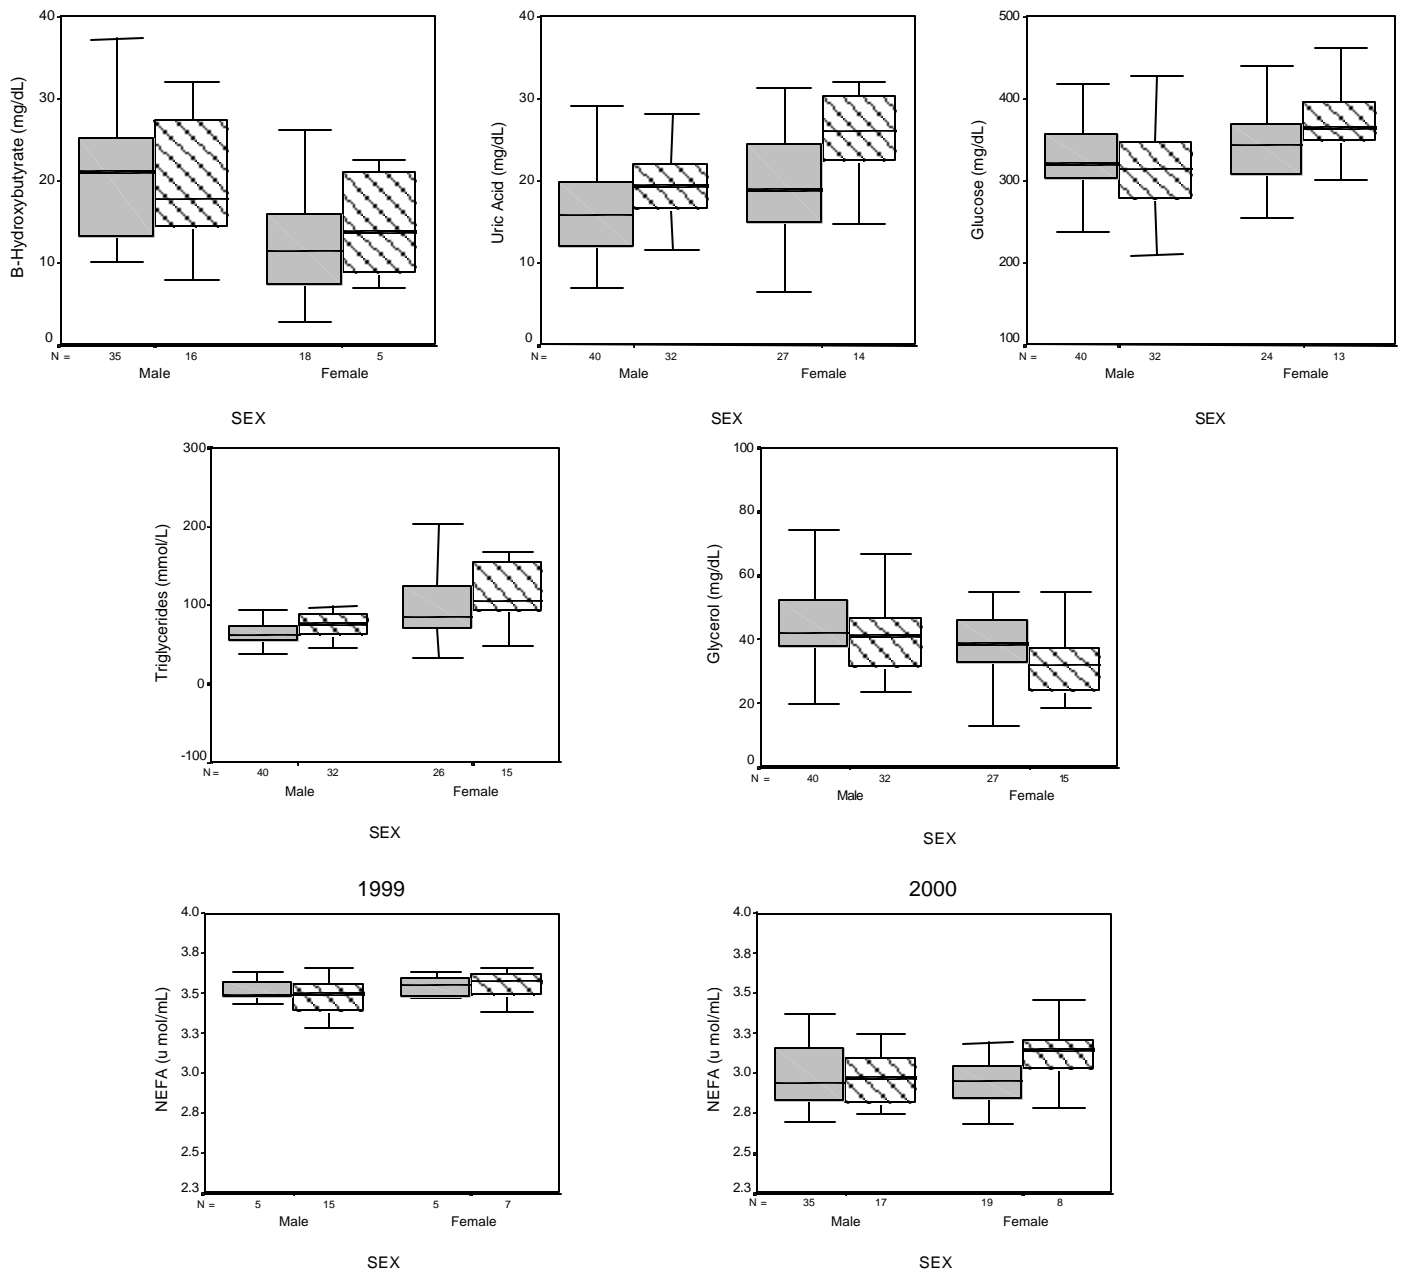 40
30
20
10
0
B-Hydroxybutyrate (mg/dL)
N = 35 16 18 5
Male Female
SEX
40
30
20
10
0
Uric Acid (mg/dL)
N = 40 32 27 14
Male Female
SEX
500
400
300
200
100
Glucose (mg/dL)
N = 40 32 24 13
Male Female
SEX
300
200
100
0
-100
Triglycerides (mmol/L)
N = 40 32 26 15
Male Female
SEX
100
80
60
40
20
0
Glycerol (mg/dL)
N = 40 32 27 15
Male Female
SEX
1999
4.0
3.8
3.5
3.3
3.0
2.8
2.5
2.3
NEFA (u mol/mL)
N = 5 15 5 7
Male Female
SEX
2000
4.0
3.8
3.5
3.3
3.0
2.8
2.5
2.3
NEFA (u mol/mL)
N = 35 17 19 8
Male Female
SEX